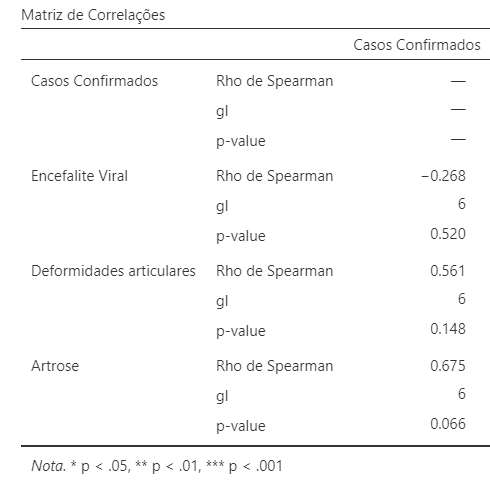 Matriz de Correlações
Casos Confirmados
Casos Confirmados Rho de Spearman —
gl —
p-value —
Encefalite Viral Rho de Spearman −0.268
gl 6
p-value 0.520
Deformidades articulares Rho de Spearman 0.561
gl 6
p-value 0.148
Artrose Rho de Spearman 0.675
gl 6
p-value 0.066
Nota. * p < .05, ** p < .01, *** p < .001